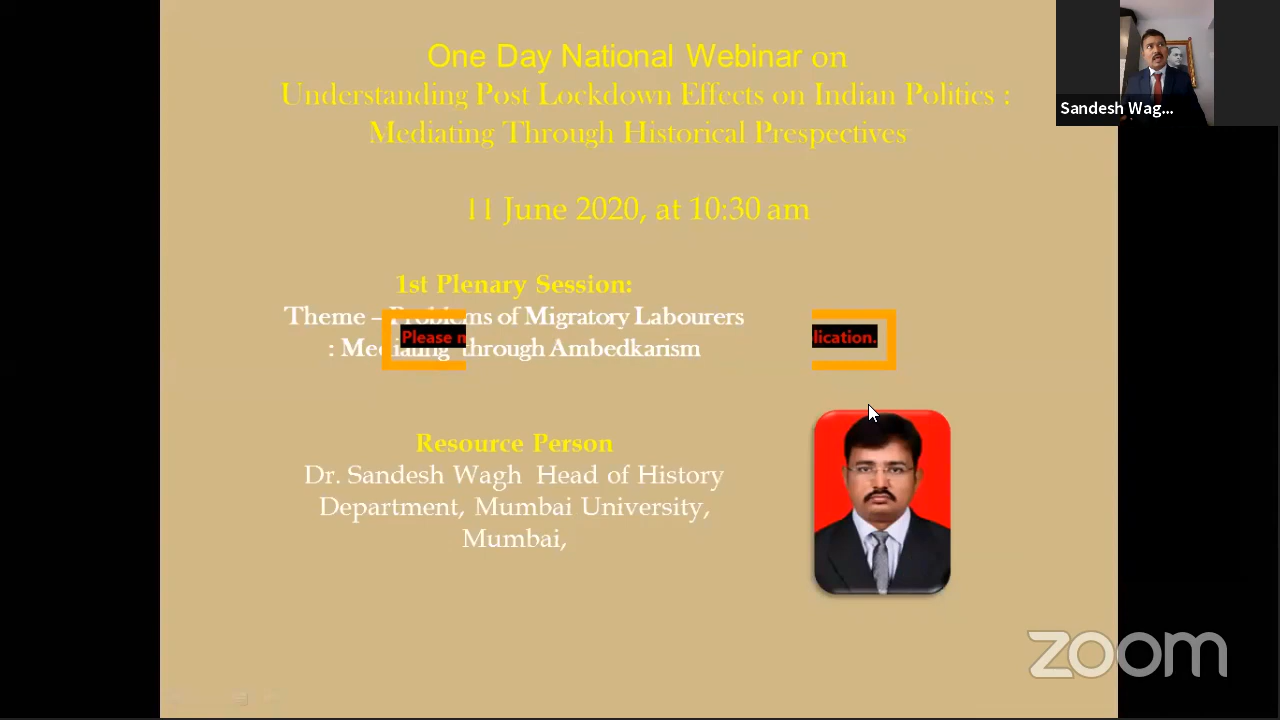 One Day National Webinar on
Understanding Post Lockdown Effects on Indian Politics :
Mediating Through Historical Prespectives
11 June 2020, at 10:30 am
1st Plenary Session:
Theme – Problems of Migratory Labourers
: Mediating through Ambedkarism
Please
lication.
Resource Person
Dr. Sandesh Wagh Head of History
Department, Mumbai University,
Mumbai,
Sandesh Wag...
zoom